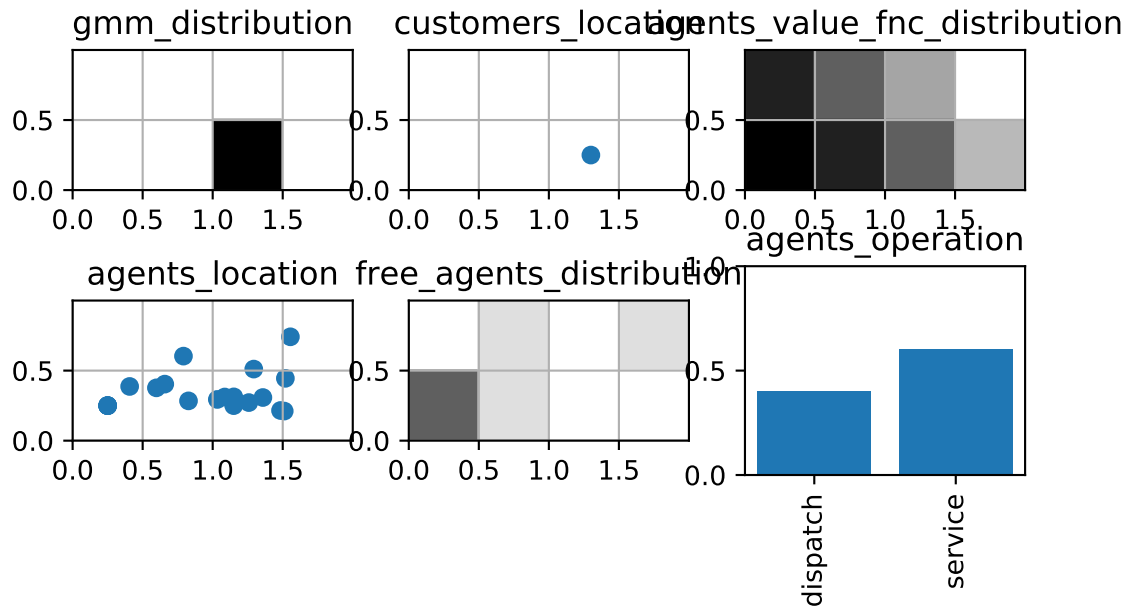 gmm_distribution
0.5
0.0
0.0 0.5 1.0 1.5
customers_location
0.5
0.0
0.0 0.5 1.0 1.5
agents_value_fnc_distribution
0.5
0.0
0.0 0.5 1.0 1.5
agents_location
0.5
0.0
0.0 0.5 1.0 1.5
free_agents_distribution
0.5
0.0
0.0 0.5 1.0 1.5
agents_operation
1.0
0.5
0.0
dispatch
service